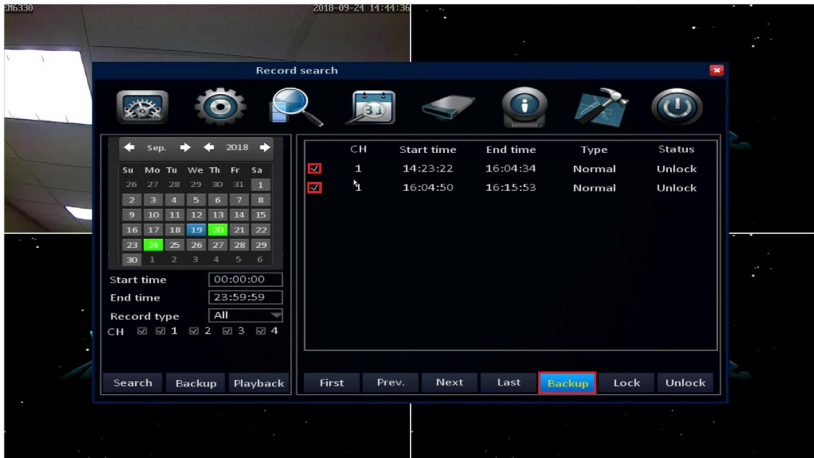 EM6330
2018-09-24 14:44:36
Record search
31
Sep. 2018
Su Mo Tu We Th Fr Sa
26 27 28 29 30 31 1
2 3 4 5 6 7 8
9 10 11 12 13 14 15
16 17 18 19 20 21 22
23 24 25 26 27 28 29
30 1 2 3 4 5 6
Start time 00:00:00
End time 23:59:59
Record type All
CH 1 2 3 4
Search Backup Playback
CH Start time End time Type Status
1 14:23:22 16:04:34 Normal Unlock
1 16:04:50 16:15:53 Normal Unlock
First Prev. Next Last Backup Lock Unlock